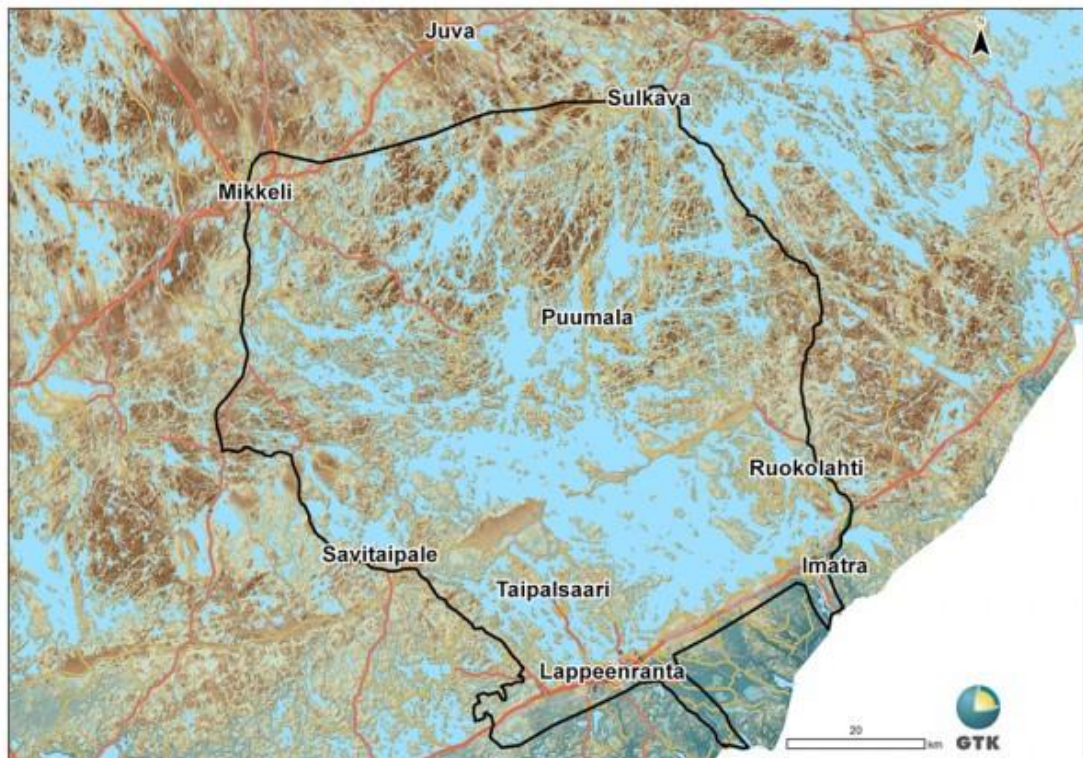 Juva
N
Sulkava
Mikkeli
Puumala
Ruokolahti
Savitaipale
Imatra
Taipalsaari
Lappeenranta
20
km
GTK